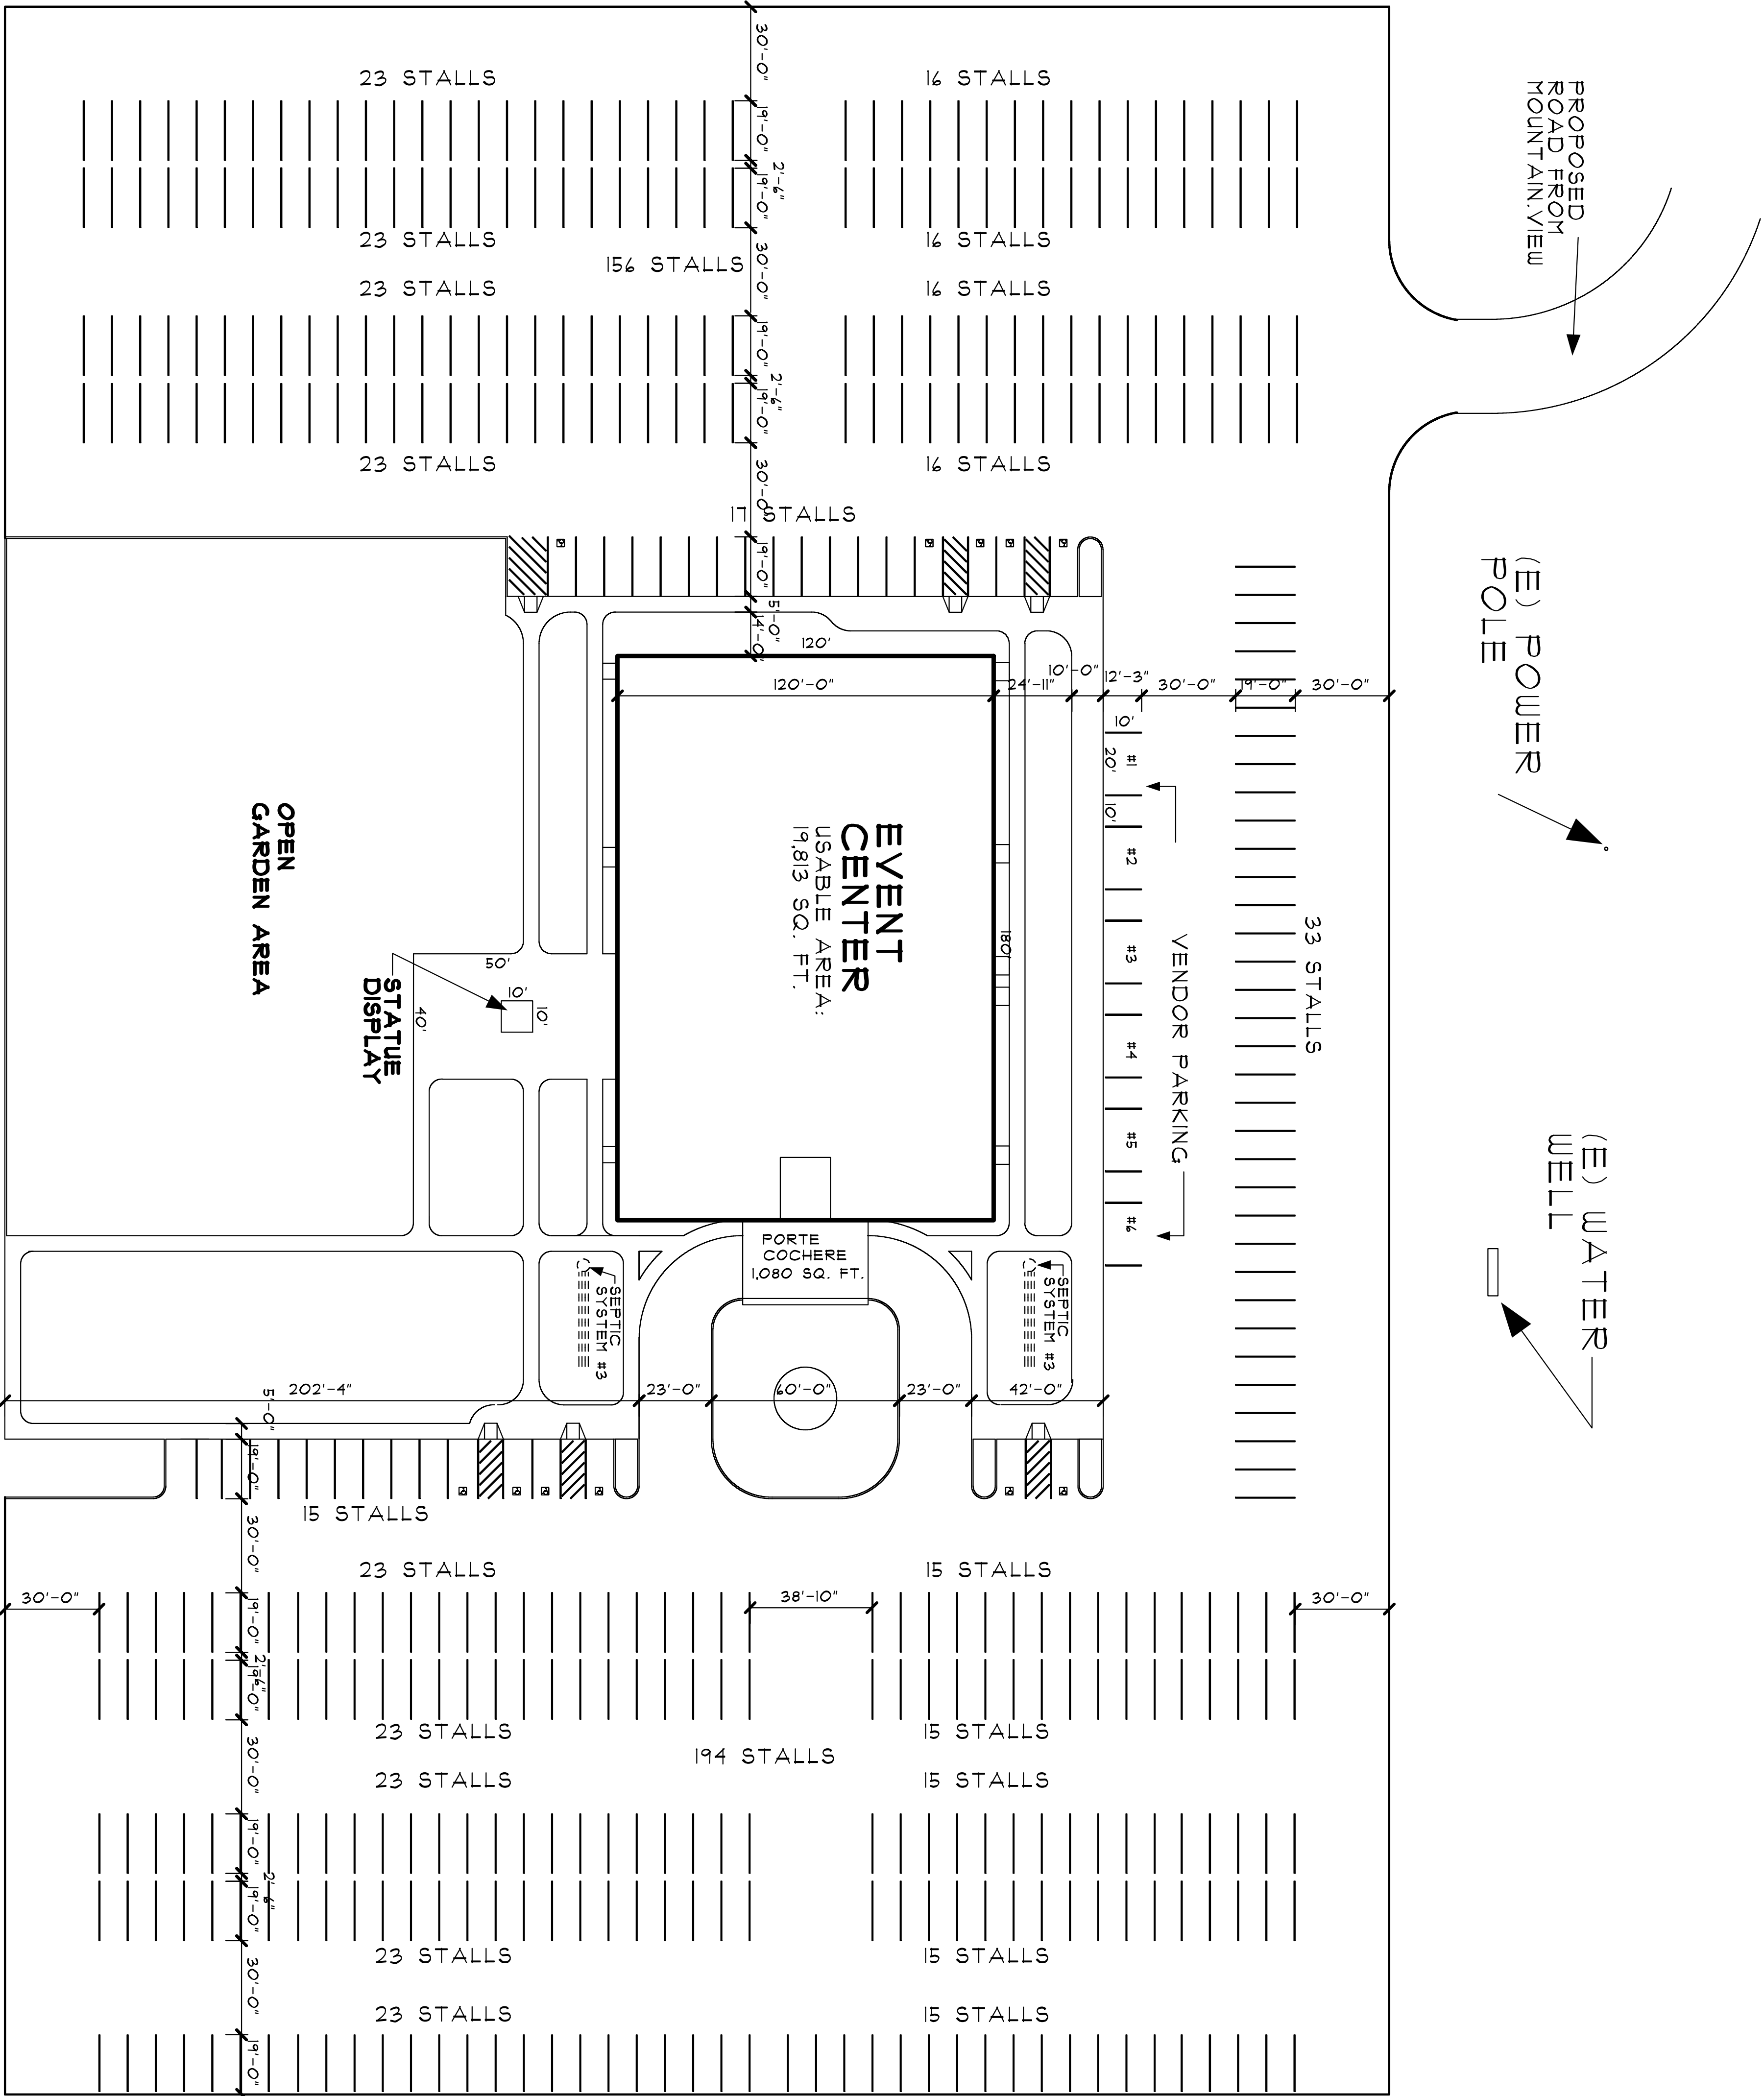 30'-0"
23 STALLS
16 STALLS
PROPOSED
ROAD FROM
MOUNTAIN.VIEW
19'-0"
2'-6"
19'-0"
23 STALLS
16 STALLS
156 STALLS
30'-0"
23 STALLS
16 STALLS
19'-0"
2'-6"
19'-0"
23 STALLS
16 STALLS
30'-0"
17 STALLS
19'-0"
5'-0"
14'-0"
120'
(E) POWER
POLE
120'-0"
24'-11"
10'-0"
12'-3"
30'-0"
19'-0"
30'-0"
10'
20'
#1
10'
#2
#3
#4
#5
#6
VENDOR PARKING
33 STALLS
180'
EVENT
CENTER
USABLE AREA:
19,813 SQ. FT.
OPEN
GARDEN AREA
50'
10'
10'
40'
STATUE
DISPLAY
(E) WATER
WELL
PORTE
COCHERE
1,080 SQ. FT.
SEPTIC
SYSTEM #3
SEPTIC
SYSTEM #3
202'-4"
23'-0"
60'-0"
23'-0"
42'-0"
5'-0"
19'-0"
15 STALLS
30'-0"
23 STALLS
15 STALLS
30'-0"
38'-10"
30'-0"
19'-0"
2'-6"
19'-0"
23 STALLS
15 STALLS
194 STALLS
30'-0"
23 STALLS
15 STALLS
19'-0"
2'-6"
19'-0"
23 STALLS
15 STALLS
30'-0"
23 STALLS
15 STALLS
19'-0"